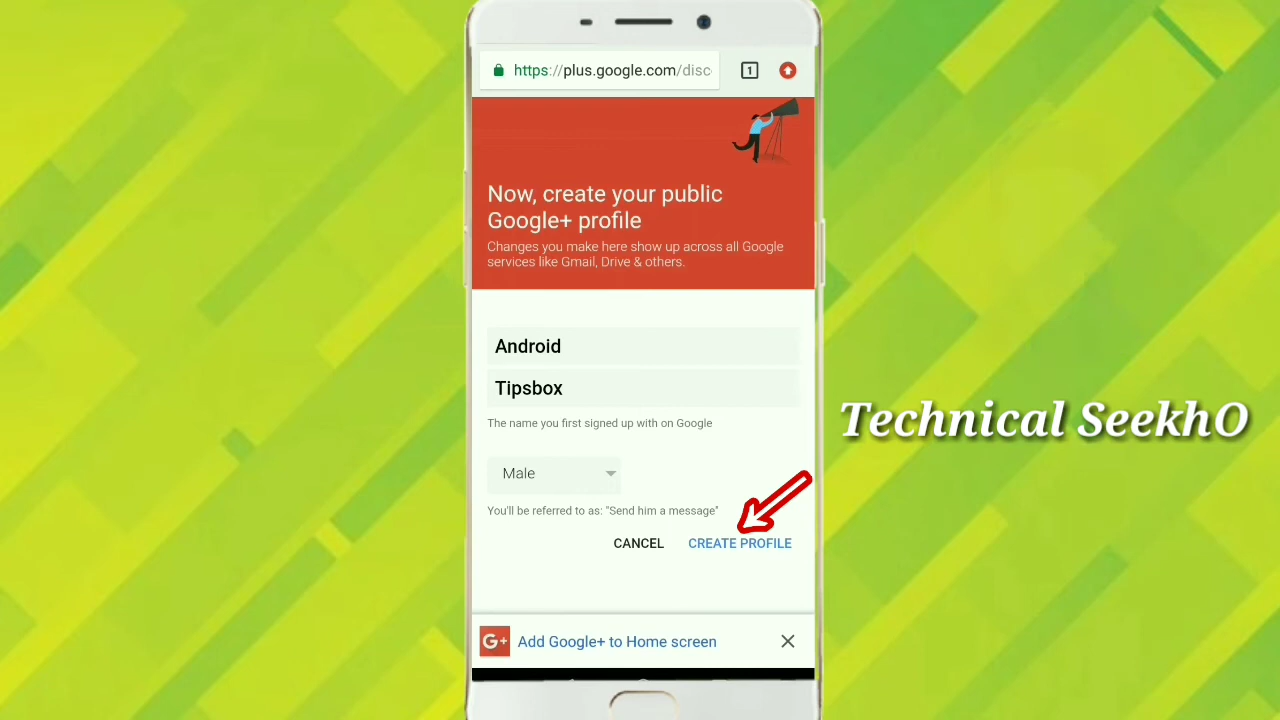 https://plus.google.com/disc
1
Now, create your public
Google+ profile
Changes you make here show up across all Google
services like Gmail, Drive & others.
Android
Tipsbox
The name you first signed up with on Google
Technical SeekhO
Male
You'll be referred to as: "Send him a message"
CANCEL CREATE PROFILE
G+ Add Google+ to Home screen